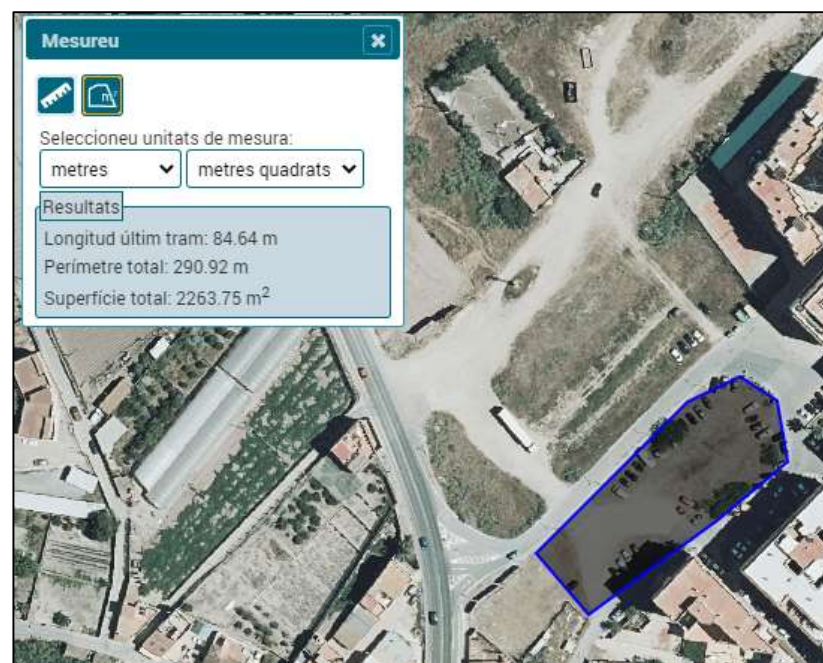 Mesureu
m²
Seleccioneu unitats de mesura:
metres
metres quadrats
Resultats
Longitud últim tram: 84.64 m
Perímetre total: 290.92 m
Superfície total: 2263.75 m²